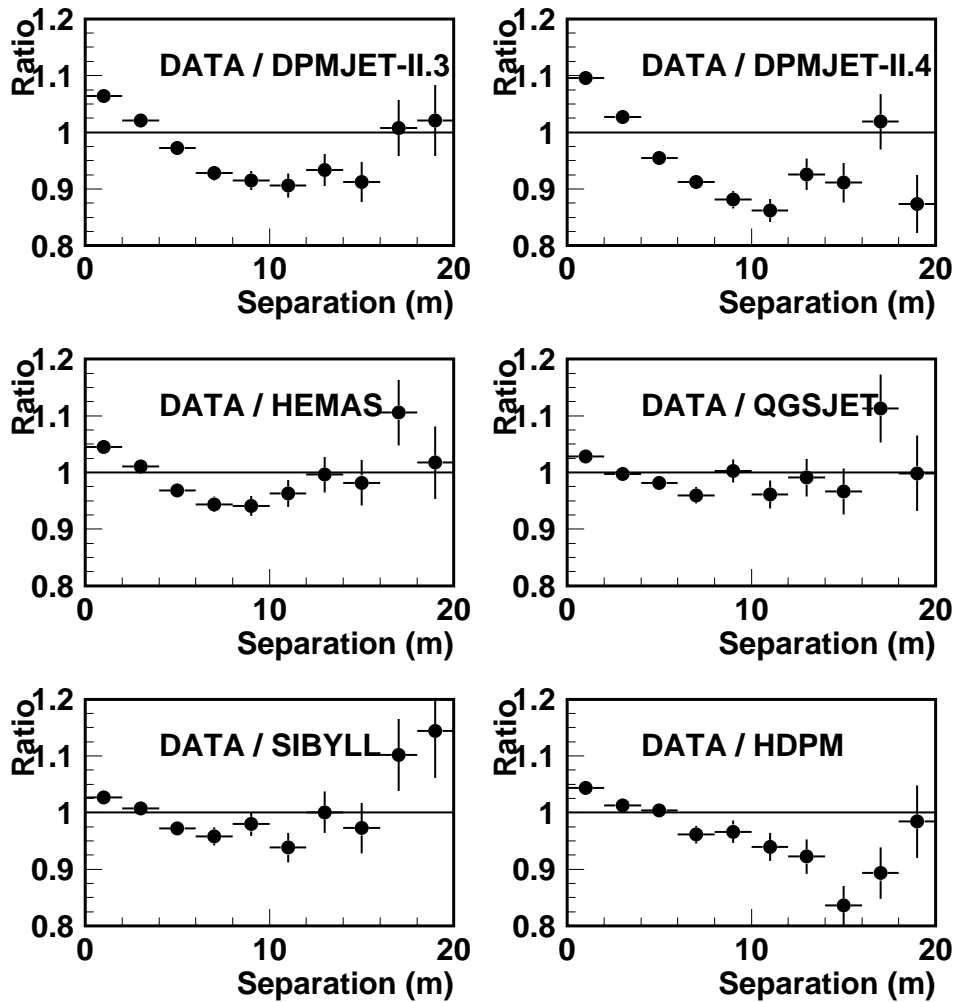 DATA / DPMJET-II.3
Ratio
1.2
1.1
1
0.9
0.8
0
10
20
Separation (m)
DATA / DPMJET-II.4
Ratio
1.2
1.1
1
0.9
0.8
0
10
20
Separation (m)
DATA / HEMAS
Ratio
1.2
1.1
1
0.9
0.8
0
10
20
Separation (m)
DATA / QGSJET
Ratio
1.2
1.1
1
0.9
0.8
0
10
20
Separation (m)
DATA / SIBYLL
Ratio
1.2
1.1
1
0.9
0.8
0
10
20
Separation (m)
DATA / HDPM
Ratio
1.2
1.1
1
0.9
0.8
0
10
20
Separation (m)